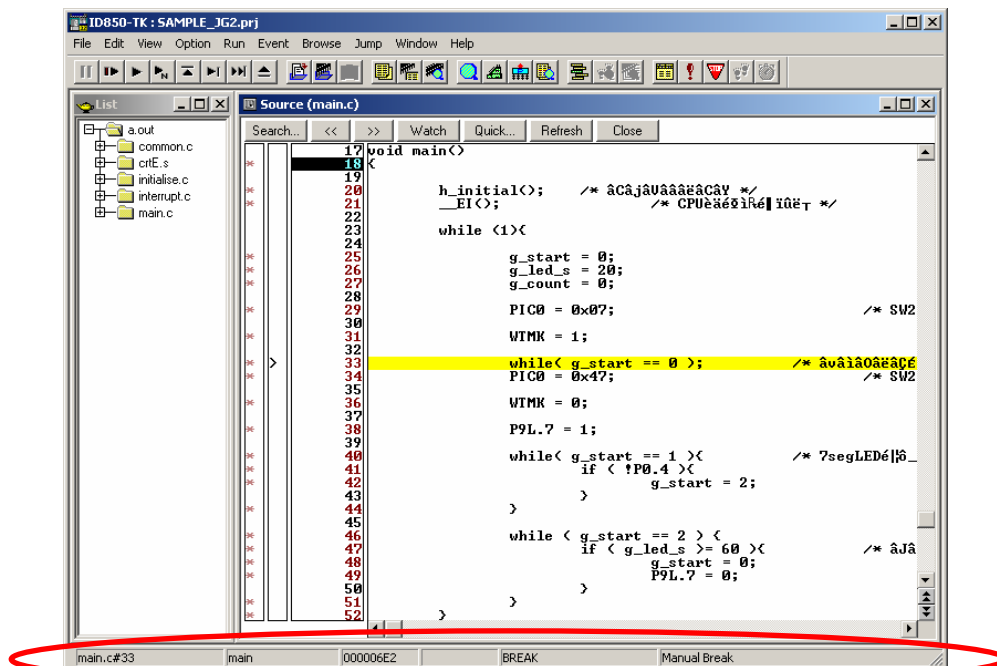 ID850-TK : SAMPLE_JG2.prj
File Edit View Option Run Event Browse Jump Window Help
List
Source (main.c)
a.out
common.c
crtE.s
initialise.c
interrupt.c
main.c
Search... << >> Watch Quick... Refresh Close
17 void main()
18 {
19
20 h_initial(); /* */
21 __EI(); /* */
22
23 while (1){
24
25 g_start = 0;
26 g_led_s = 20;
27 g_count = 0;
28
29 PIC0 = 0x07; /* SW2
30
31 WTMK = 1;
32
33 while( g_start == 0 ); /*
34 PIC0 = 0x47; /* SW2
35
36 WTMK = 0;
37
38 P9L.7 = 1;
39
40 while( g_start == 1 ){ /*
41 if ( !P0.4 ){
42 g_start = 2;
43 }
44 }
45
46 while ( g_start == 2 ) {
47 if ( g_led_s >= 60 ){ /* âJâ
48 g_start = 0;
49 P9L.7 = 0;
50 }
51 }
52 }
main.c#33 main 000006E2 BREAK Manual Break